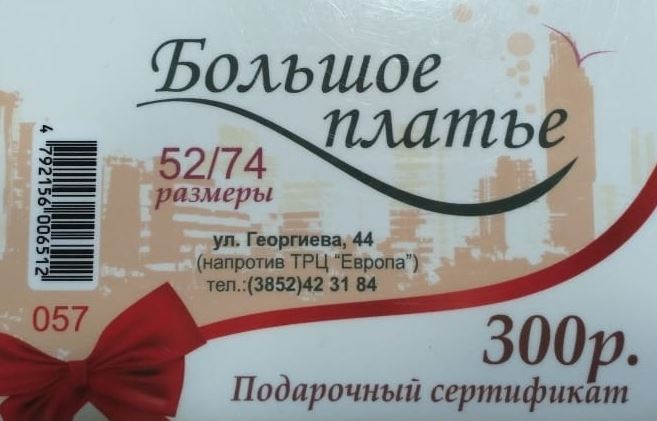 Большое
платье
52/74
размеры
ул. Георгиева, 44
(напротив ТРЦ "Европа")
тел.:(3852)42 31 84
4 792156 006512
057
300р.
Подарочный сертификат